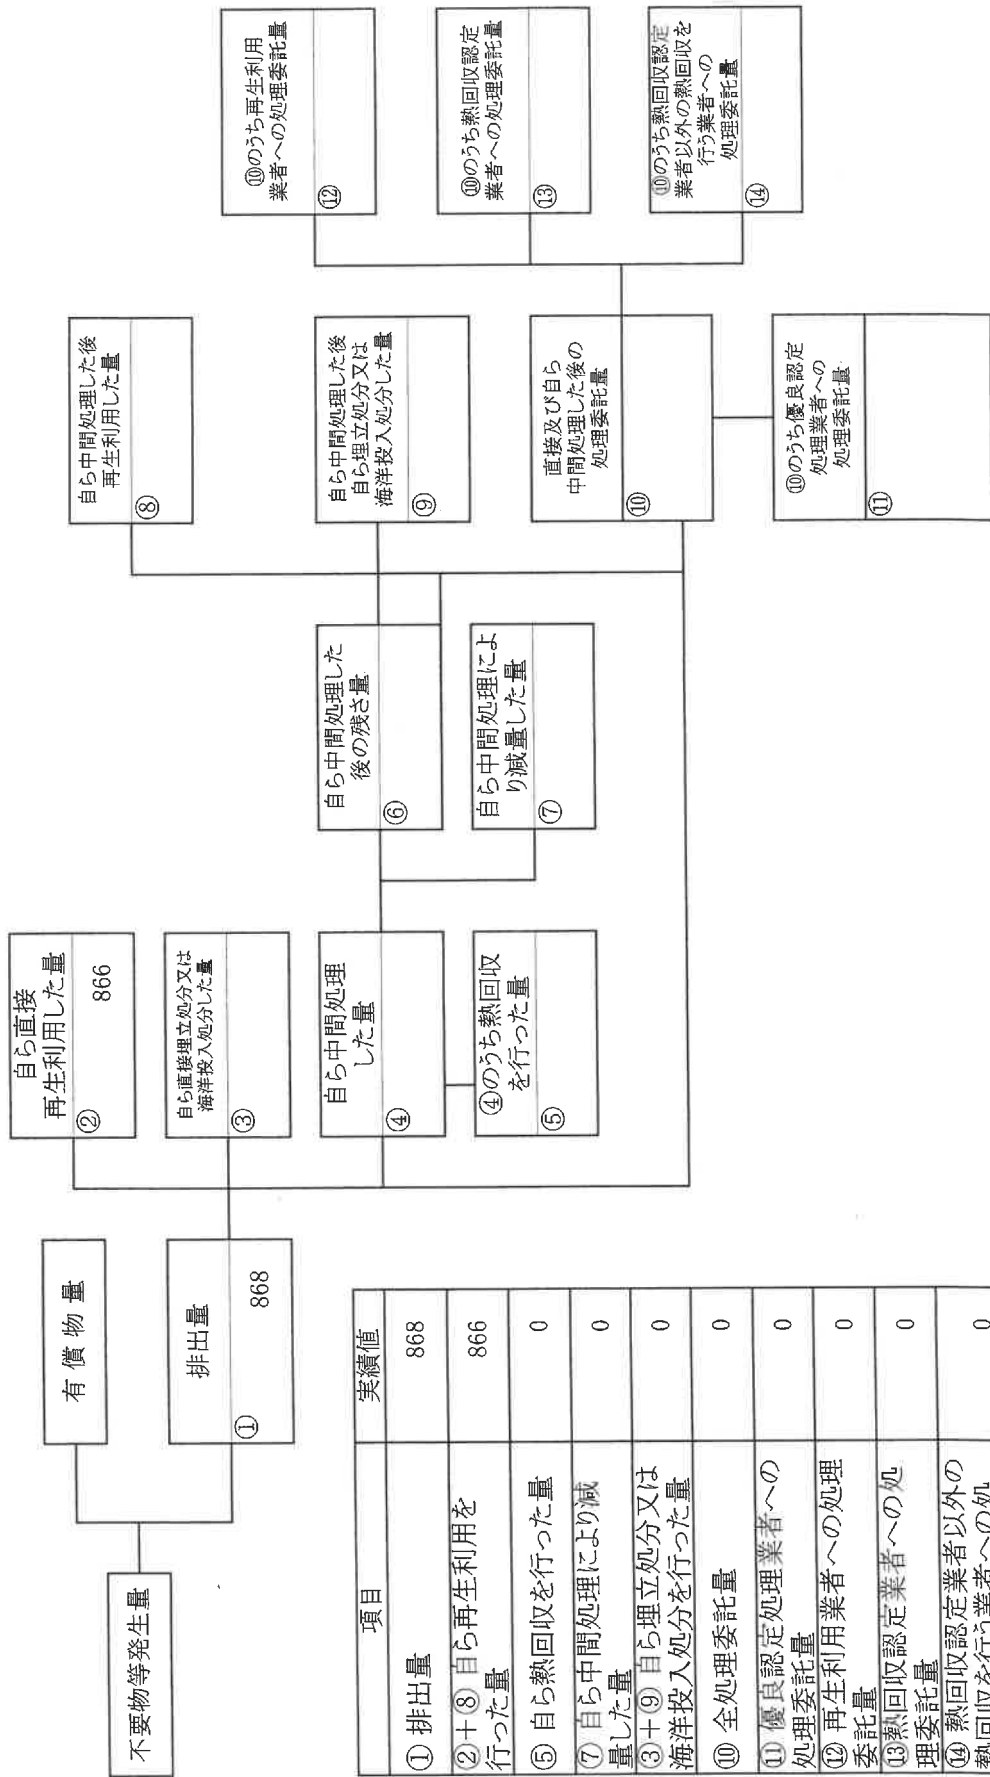 不要物等発生量
有償物量
排出量
①
868
自ら直接
再生利用した量
②
866
自ら直接埋立処分又は
海洋投入処分した量
③
自ら中間処理
した量
④
④のうち熱回収
を行った量
⑤
自ら中間処理した
後の残さ量
⑥
自ら中間処理によ
り減量した量
⑦
自ら中間処理した後
再生利用した量
⑧
自ら中間処理した後
自ら埋立処分又は
海洋投入処分した量
⑨
直接及び自ら
中間処理した後の
処理委託量
⑩
⑩のうち優良認定
処理業者への
処理委託量
⑪
⑩のうち再生利用
業者への処理委託量
⑫
⑩のうち熱回収認定
業者への処理委託量
⑬
⑩のうち熱回収認定
業者以外の熱回収を
行う業者への
処理委託量
⑭
項目 実績値
①排出量 868
②+⑧自ら再生利用を
行った量 866
⑤自ら熱回収を行った量 0
⑦自ら中間処理により減
量した量 0
③+⑨自ら埋立処分又は
海洋投入処分を行った量 0
⑩全処理委託量 0
⑪優良認定処理業者への
処理委託量 0
⑫再生利用業者への処理
委託量 0
⑬熱回収認定業者への処
理委託量 0
⑭熱回収認定業者以外の
熱回収を行う業者への処 0